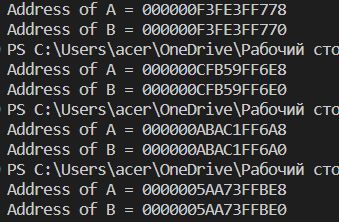 Address of A = 000000F3FE3FF778
Address of B = 000000F3FE3FF770
PS C:\Users\acer\OneDrive\Рабочий сто
Address of A = 000000CFB59FF6E8
Address of B = 000000CFB59FF6E0
PS C:\Users\acer\OneDrive\Рабочий сто
Address of A = 000000ABAC1FF6A8
Address of B = 000000ABAC1FF6A0
PS C:\Users\acer\OneDrive\Рабочий сто
Address of A = 0000005AA73FFBE8
Address of B = 0000005AA73FFBE0